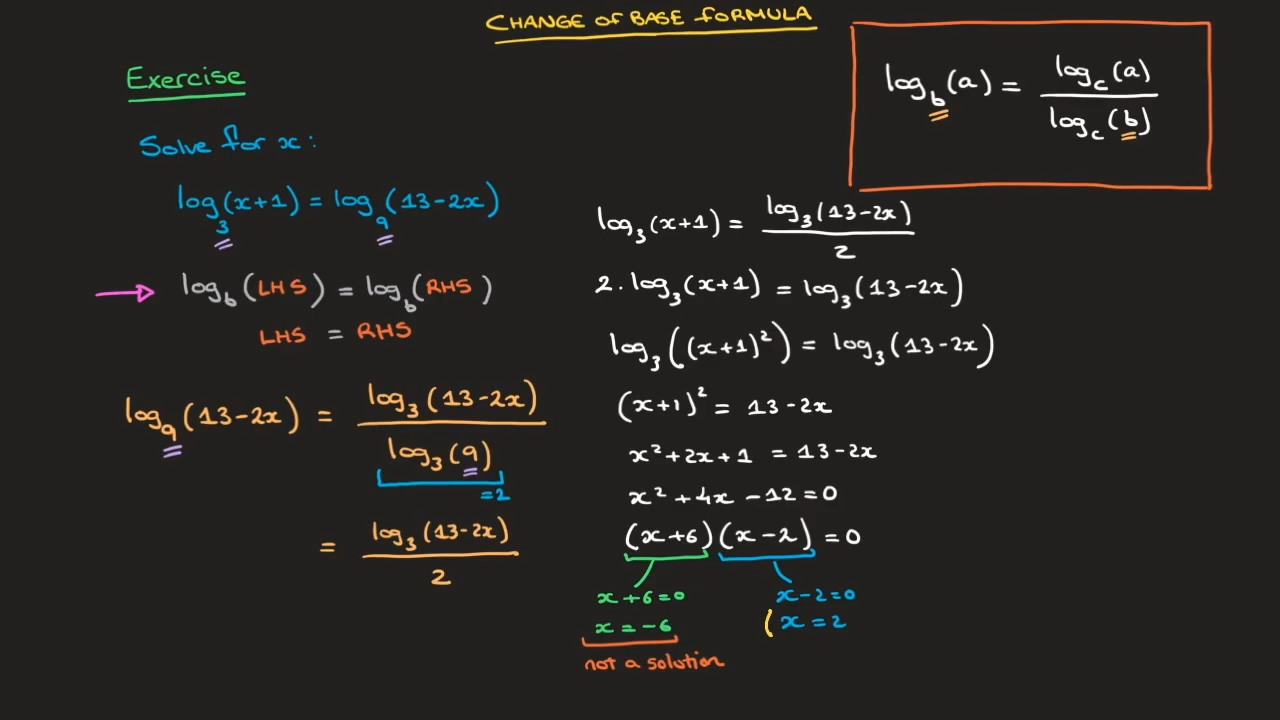 CHANGE OF BASE FORMULA
log_b(a) = log_c(a) / log_c(b)
Exercise
Solve for x:
log_3(x+1) = log_9(13-2x)
log_b(LHS) = log_b(RHS)
LHS = RHS
log_9(13-2x) = log_3(13-2x) / log_3(9)
=2
= log_3(13-2x) / 2
log_3(x+1) = log_3(13-2x) / 2
2.log_3(x+1) = log_3(13-2x)
log_3((x+1)²) = log_3(13-2x)
(x+1)² = 13-2x
x²+2x+1 = 13-2x
x²+4x-12=0
(x+6)(x-2)=0
x+6=0
x=-6
not a solution
x-2=0
x=2